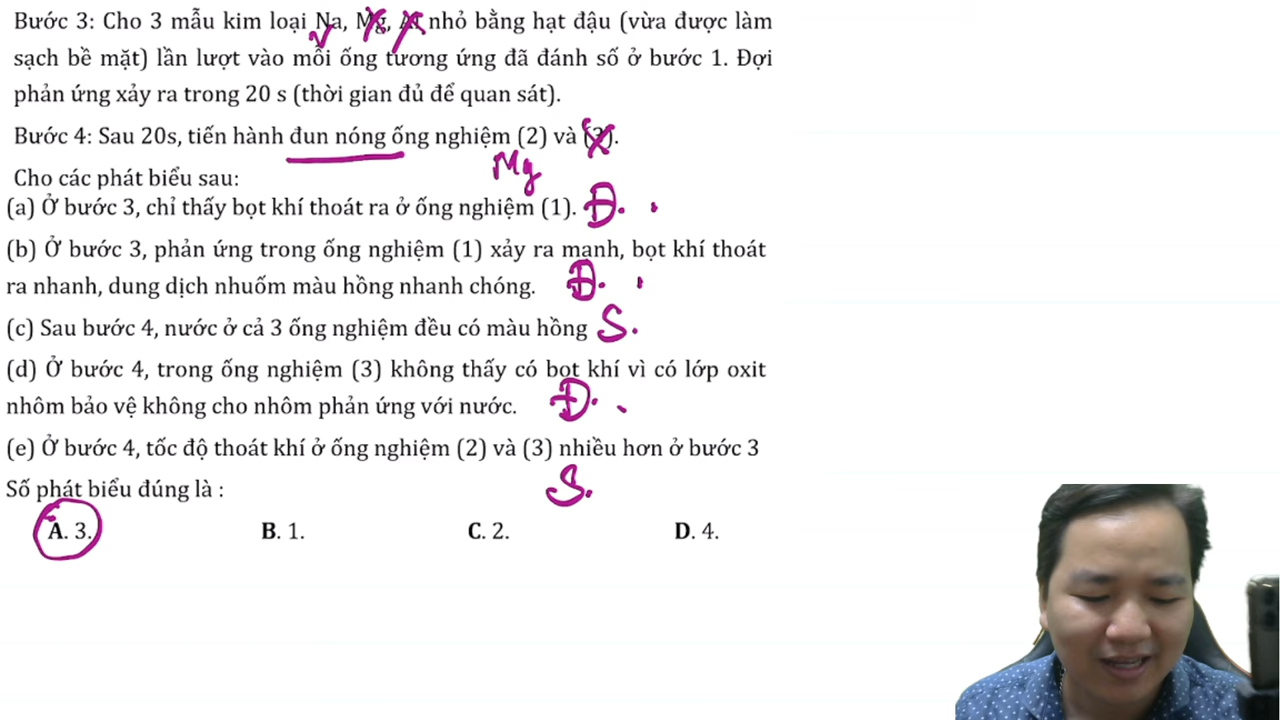 Bước 3: Cho 3 mẫu kim loại Na, Mg, Al nhỏ bằng hạt đậu (vừa được làm
sạch bề mặt) lần lượt vào mỗi ống tương ứng đã đánh số ở bước 1. Đợi
phản ứng xảy ra trong 20 s (thời gian đủ để quan sát).
Bước 4: Sau 20s, tiến hành đun nóng ống nghiệm (2) và (3).
Mg
Cho các phát biểu sau:
(a) Ở bước 3, chỉ thấy bọt khí thoát ra ở ống nghiệm (1). Đ.
(b) Ở bước 3, phản ứng trong ống nghiệm (1) xảy ra mạnh, bọt khí thoát
ra nhanh, dung dịch nhuốm màu hồng nhanh chóng. Đ.
(c) Sau bước 4, nước ở cả 3 ống nghiệm đều có màu hồng S.
(d) Ở bước 4, trong ống nghiệm (3) không thấy có bọt khí vì có lớp oxit
nhôm bảo vệ không cho nhôm phản ứng với nước. Đ.
(e) Ở bước 4, tốc độ thoát khí ở ống nghiệm (2) và (3) nhiều hơn ở bước 3
S.
Số phát biểu đúng là :
A. 3. B. 1. C. 2. D. 4.